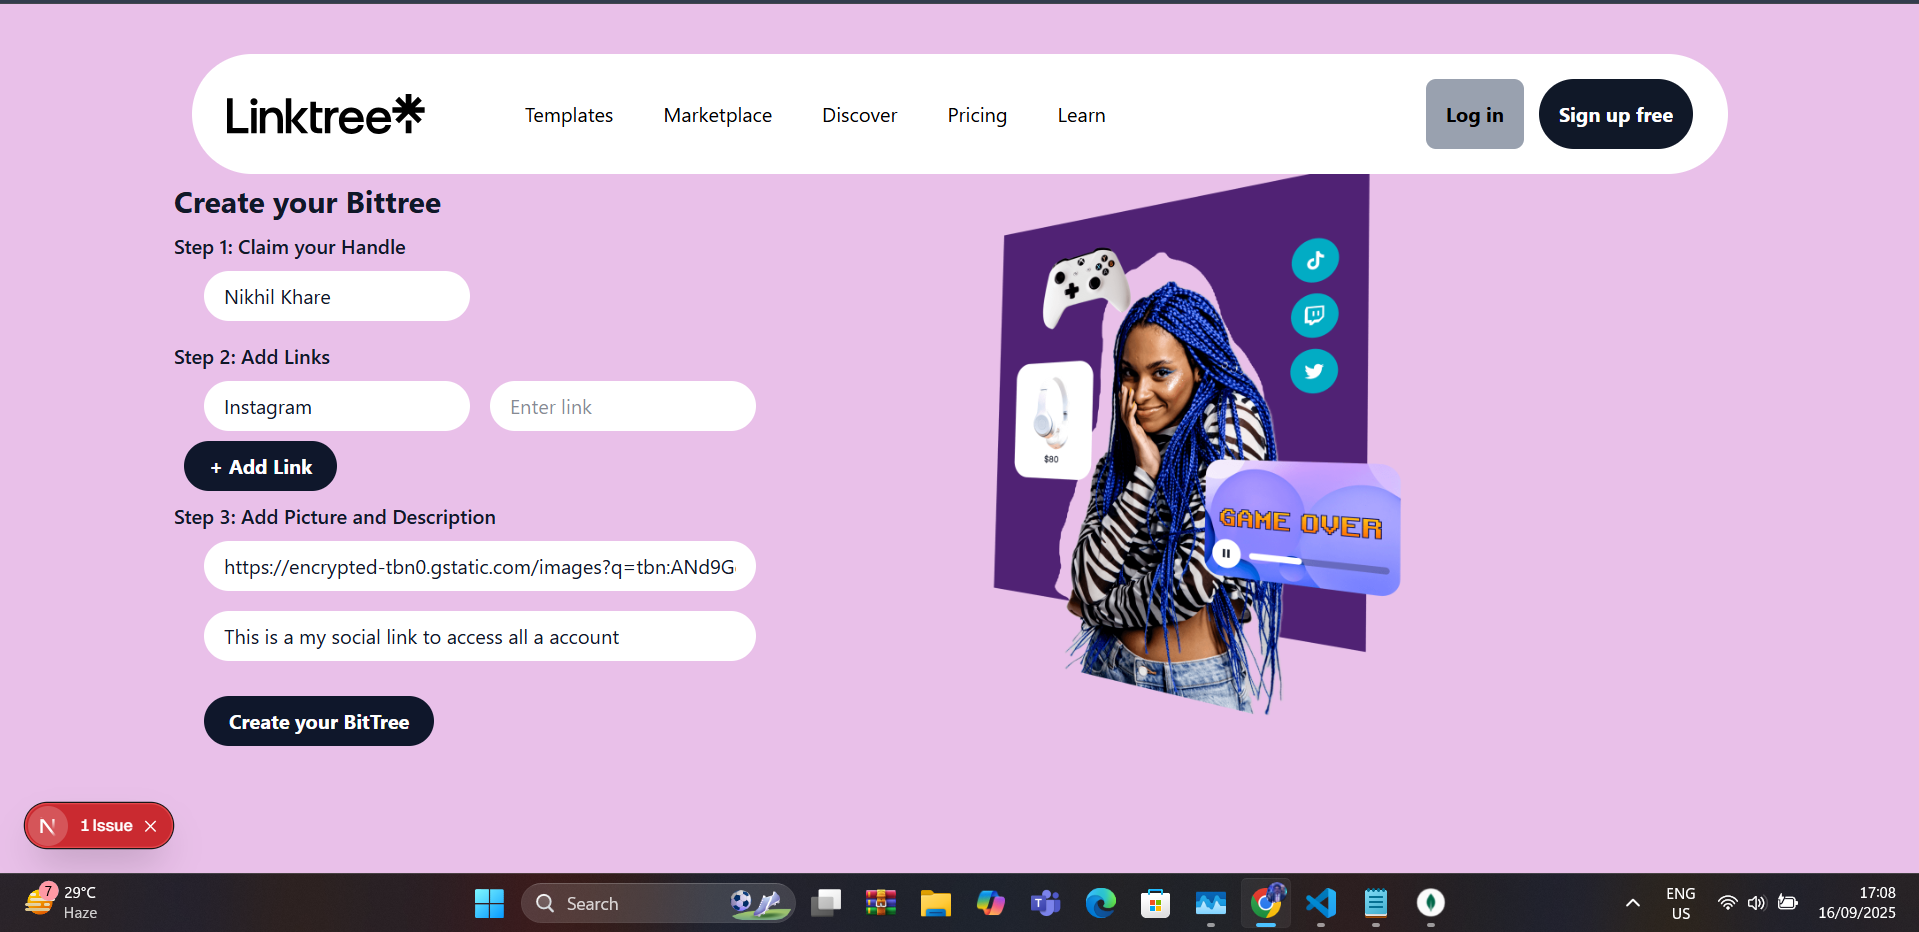 Linktree
Templates Marketplace Discover Pricing Learn
Log in
Sign up free
Create your Bittree
Step 1: Claim your Handle
Nikhil Khare
Step 2: Add Links
Instagram
Enter link
+ Add Link
Step 3: Add Picture and Description
https://encrypted-tbn0.gstatic.com/images?q=tbn:ANd9G
This is a my social link to access all a account
Create your BitTree
$80
GAME OVER
N 1 Issue
7
29°C
Haze
Search
ENG
US
17:08
16/09/2025